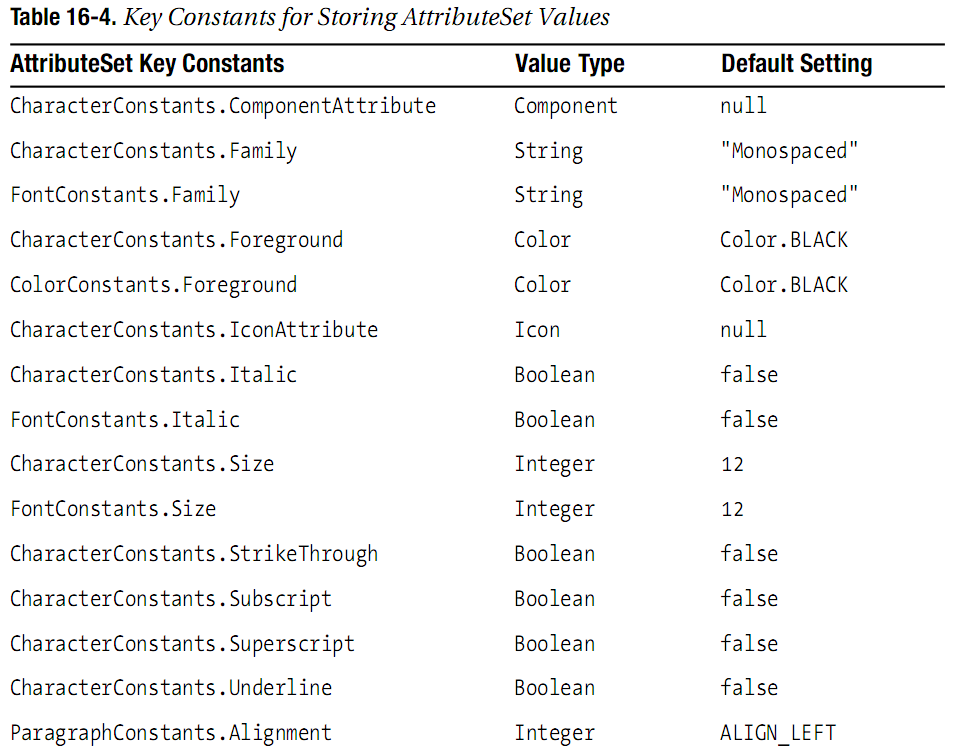 Table 16-4. Key Constants for Storing AttributeSet Values
AttributeSet Key Constants Value Type Default Setting
CharacterConstants.ComponentAttribute Component null
CharacterConstants.Family String "Monospaced"
FontConstants.Family String "Monospaced"
CharacterConstants.Foreground Color Color.BLACK
ColorConstants.Foreground Color Color.BLACK
CharacterConstants.IconAttribute Icon null
CharacterConstants.Italic Boolean false
FontConstants.Italic Boolean false
CharacterConstants.Size Integer 12
FontConstants.Size Integer 12
CharacterConstants.StrikeThrough Boolean false
CharacterConstants.Subscript Boolean false
CharacterConstants.Superscript Boolean false
CharacterConstants.Underline Boolean false
ParagraphConstants.Alignment Integer ALIGN_LEFT